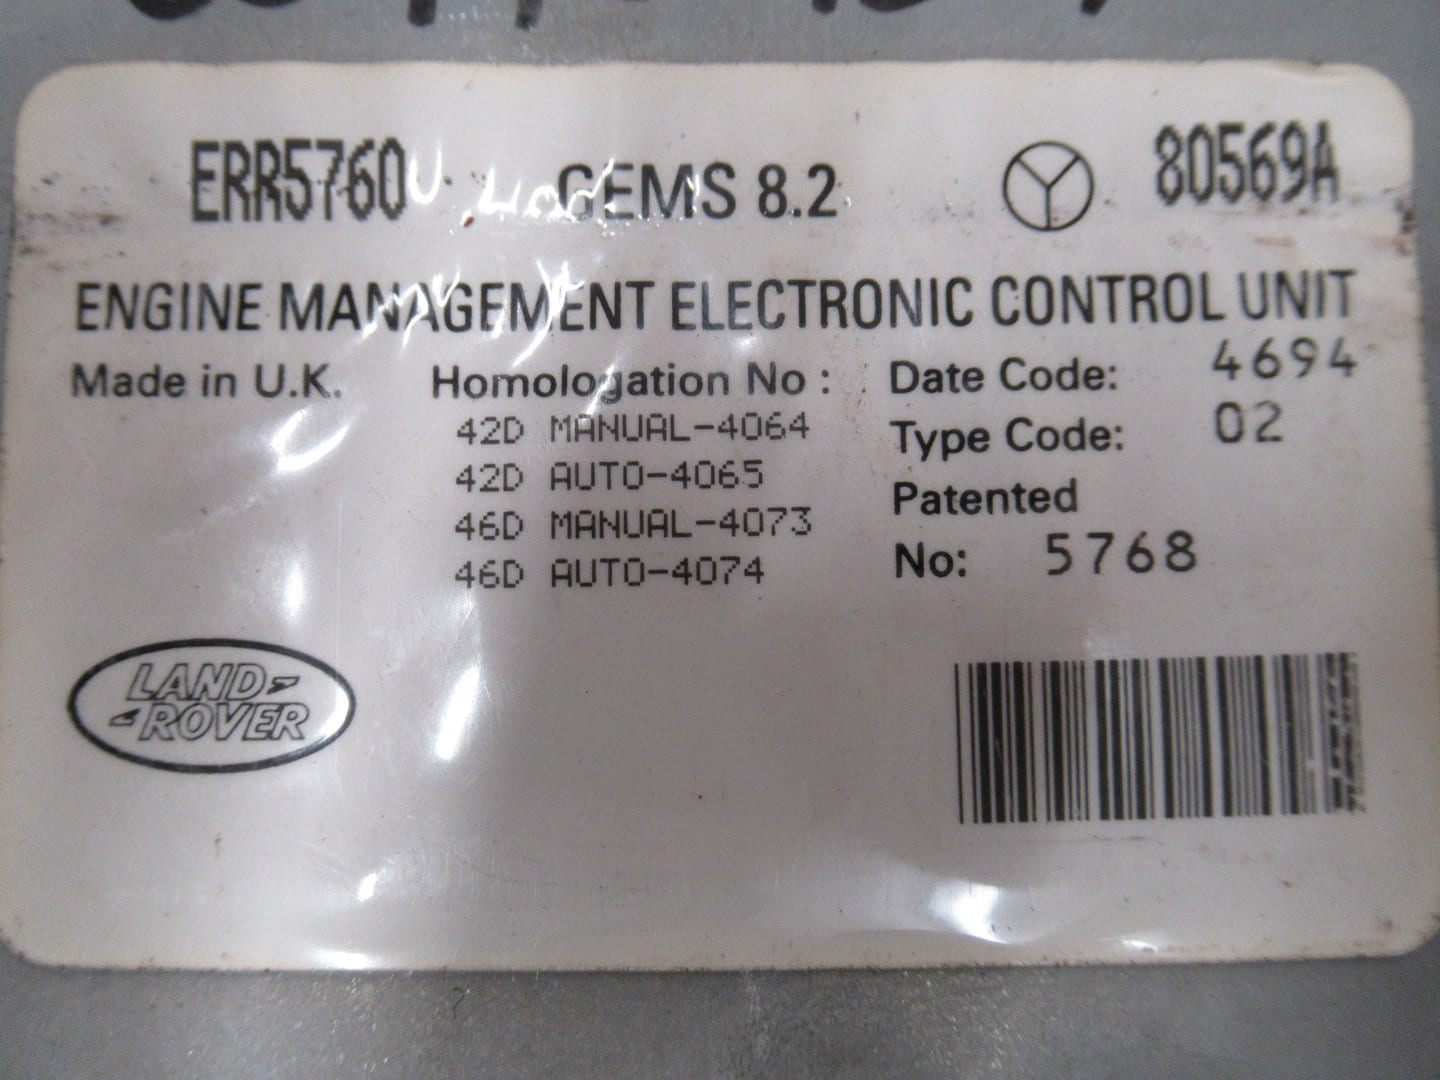 ERR5760 GEMS 8.2 80569A
ENGINE MANAGEMENT ELECTRONIC CONTROL UNIT
Made in U.K. Homologation No : Date Code: 4694
42D MANUAL-4064 Type Code: 02
42D AUTO-4065 Patented
46D MANUAL-4073 No: 5768
46D AUTO-4074
LAND
ROVER